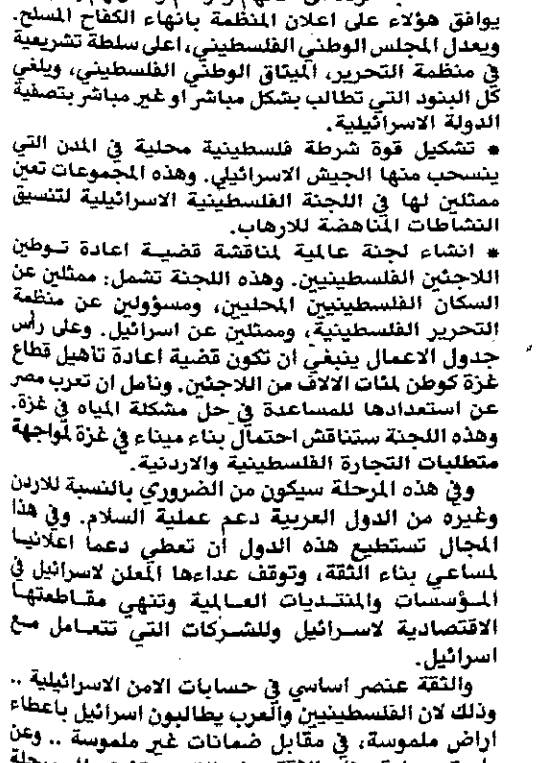 يوافق هؤلاء على اعلان المنظمة بانهاء الكفاح المسلح.
ويعدل المجلس الوطني الفلسطيني، اعلى سلطة تشريعية
في منظمة التحرير، الميثاق الوطني الفلسطيني، ويلغي
كل البنود التي تطالب بشكل مباشر او غير مباشر بتصفية
الدولة الاسرائيلية.
* تشكيل قوة شرطة فلسطينية محلية في المدن التي
ينسحب منها الجيش الاسرائيلي. وهذه المجموعات تعين
ممثلين لها في اللجنة الفلسطينية الاسرائيلية لتنسيق
النشاطات المناهضة للارهاب.
* انشاء لجنة عالمية لمناقشة قضية اعادة توطين
اللاجئين الفلسطينيين. وهذه اللجنة تشمل: ممثلين عن
السكان الفلسطينيين المحليين، ومسؤولين عن منظمة
التحرير الفلسطينية، وممثلين عن اسرائيل. وعلى رأس
جدول الاعمال ينبغي ان تكون قضية اعادة تاهيل قطاع
غزة كوطن لمئات الالاف من اللاجئين. ونامل ان تعرب مصر
عن استعدادها للمساعدة في حل مشكلة المياه في غزة.
وهذه اللجنة ستناقش احتمال بناء ميناء في غزة لمواجهة
متطلبات التجارة الفلسطينية والاردنية.
وفي هذه المرحلة سيكون من الضروري بالنسبة للاردن
وغيره من الدول العربية دعم عملية السلام. وفي هذا
المجال تستطيع هذه الدول ان تعطي دعما اعلانيا
لمساعي بناء الثقة، وتوقف عداءها المعلن لاسرائيل في
المؤسسات والمنتديات العالمية وتنهي مقاطعتها
الاقتصادية لاسرائيل وللشركات التي تتعامل مع
اسرائيل.
والثقة عنصر اساسي في حسابات الامن الاسرائيلية ..
وذلك لان الفلسطينيين والعرب يطالبون اسرائيل باعطاء
اراض ملموسة، في مقابل ضمانات غير ملموسة .. وعن